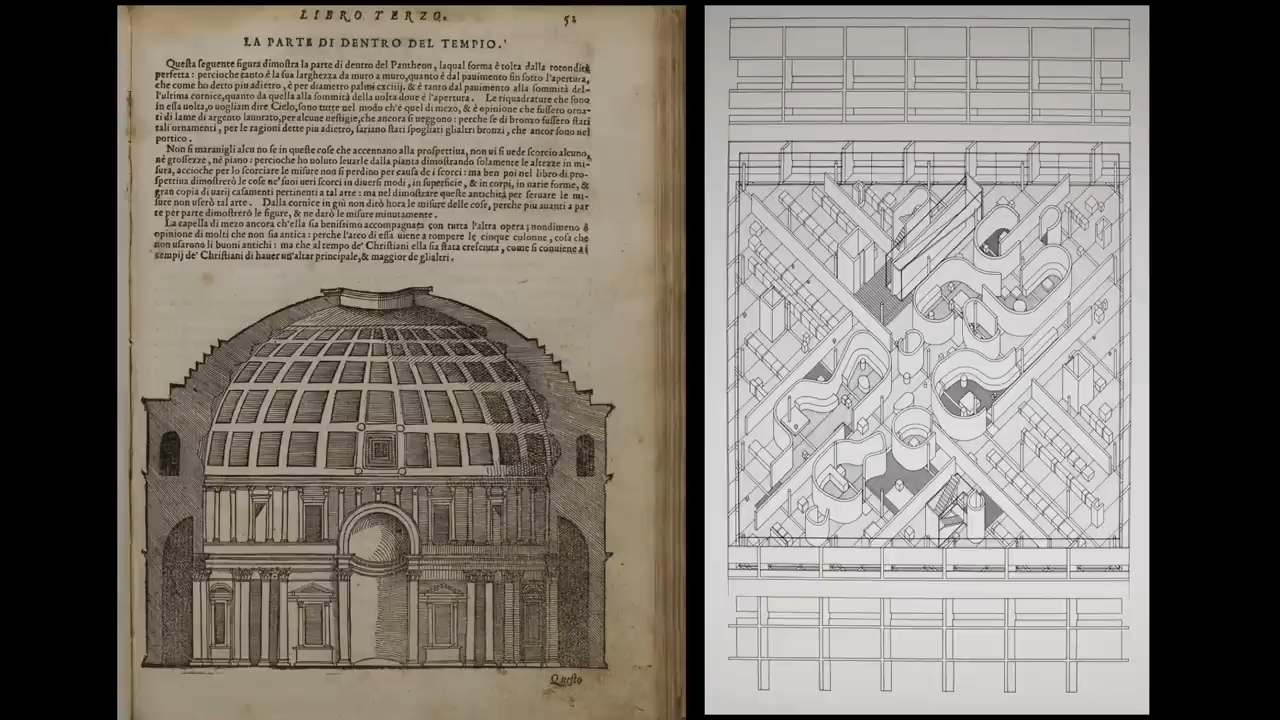 LIBRO TERZO. 52
LA PARTE DI DENTRO DEL TEMPIO.
Questa seguente figura dimostra la parte di dentro del Pantheon, laqual forma è tolta dalla rotondità
perfetta: percioche tanto è la sua larghezza da muro à muro, quanto è dal pauimento fin sotto l'apertura,
che come ho detto piu adietro, è per diametro palmi cxciiij. & è tanto dal pauimento alla sommità del-
l'ultima cornice, quanto da quella alla sommità della uolta doue è l'apertura. Le riquadrature che sono
in essa uolta, o uogliam dire Cielo, sono tutte nel modo ch'è quel di mezo, & è opinione che fussero orna-
ti di lame di argento lauorato, per alcune uestigie, che ancora si ueggono: perche se di bronzo fussero stati
tali ornamenti, per le ragioni dette piu adietro, sariano stati spogliati gli altri bronzi, che ancor sono nel
portico.
Non si marauigli alcu no se in queste cose che accennano alla prospettiua, non ui si uede scorcio alcuno,
nè grossezze, nè piano: percioche ho uoluto leuarle dalla pianta dimostrando solamente le altezze in mi-
sura, accioche per lo scorciare le misure non si perdino per causa de i scorci: ma ben poi nel libro di pro-
spettiua dimostrerò le cose ne' suoi ueri scorci in diuersi modi, in superficie, & in corpi, in uarie forme, &
gran copia di uarij casamenti pertinenti a tal arte: ma nel dimostrare queste antichità per seruare le mi-
sure non userò tal arte. Dalla cornice in giù non dirò hora le misure delle cose, perche piu auanti a par
te per parte dimostrerò le figure, & ne darò le misure minutamente.
La capella di mezo ancora ch'ella sia benissimo accompagnata con tutta l'altra opera; nondimeno è
opinione di molti che non sia antica: perche l'arco di essa uiene a rompere le cinque colonne, cosa che
non usarono li buoni antichi: ma che al tempo de' Christiani ella sia stata cresciuta, come si conuiene a i
tempij de' Christiani di hauer un'altar principale, & maggior de gli altri.
Questo